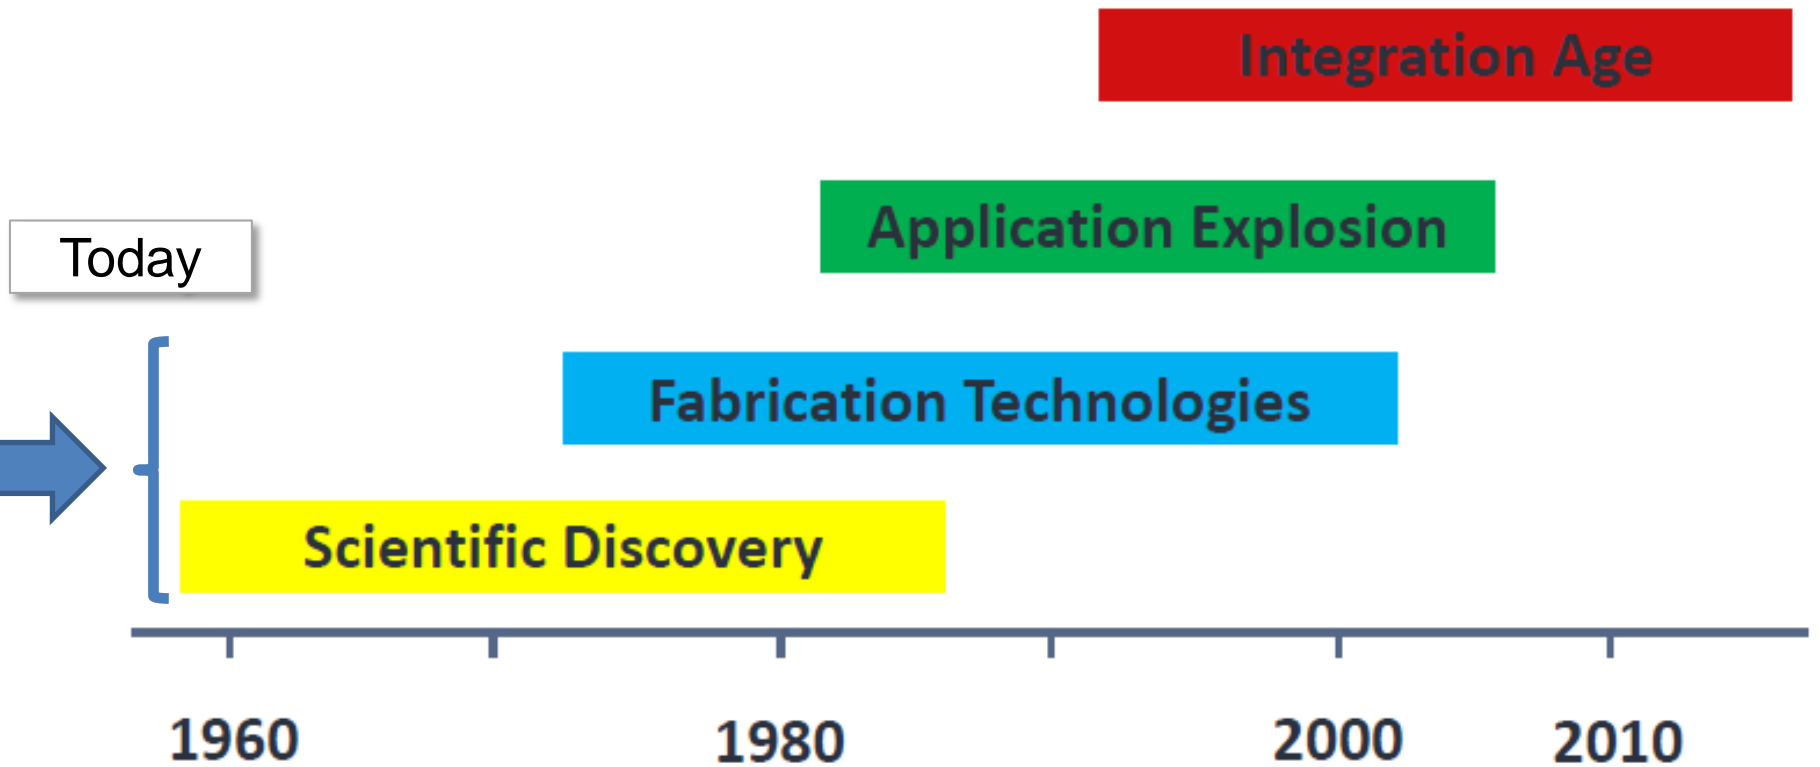 Integration Age
Application Explosion
Today
Fabrication Technologies
Scientific Discovery
1960
1980
2000
2010